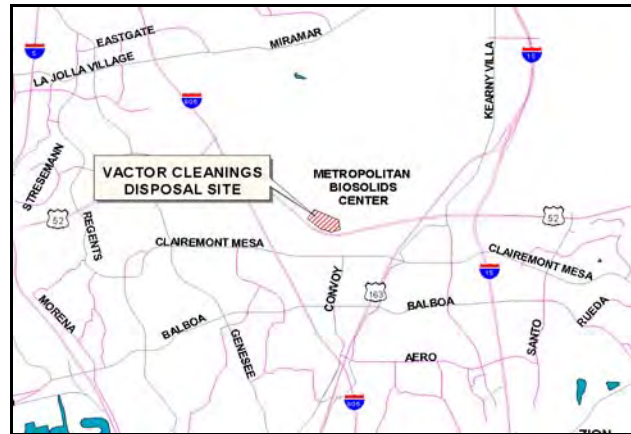 EASTGATE
MIRAMAR
5
LA JOLLA VILLAGE
805
KEARNY VILLA
15
STRESEMANN
VACTOR CLEANINGS
DISPOSAL SITE
METROPOLITAN
BIOSOLIDS
CENTER
52
REGENTS
52
CLAIREMONT MESA
CLAIREMONT MESA
CONVOY
15
163
MORENA
BALBOA
BALBOA
RUEDA
GENESEE
SANTO
AERO
805
ZION